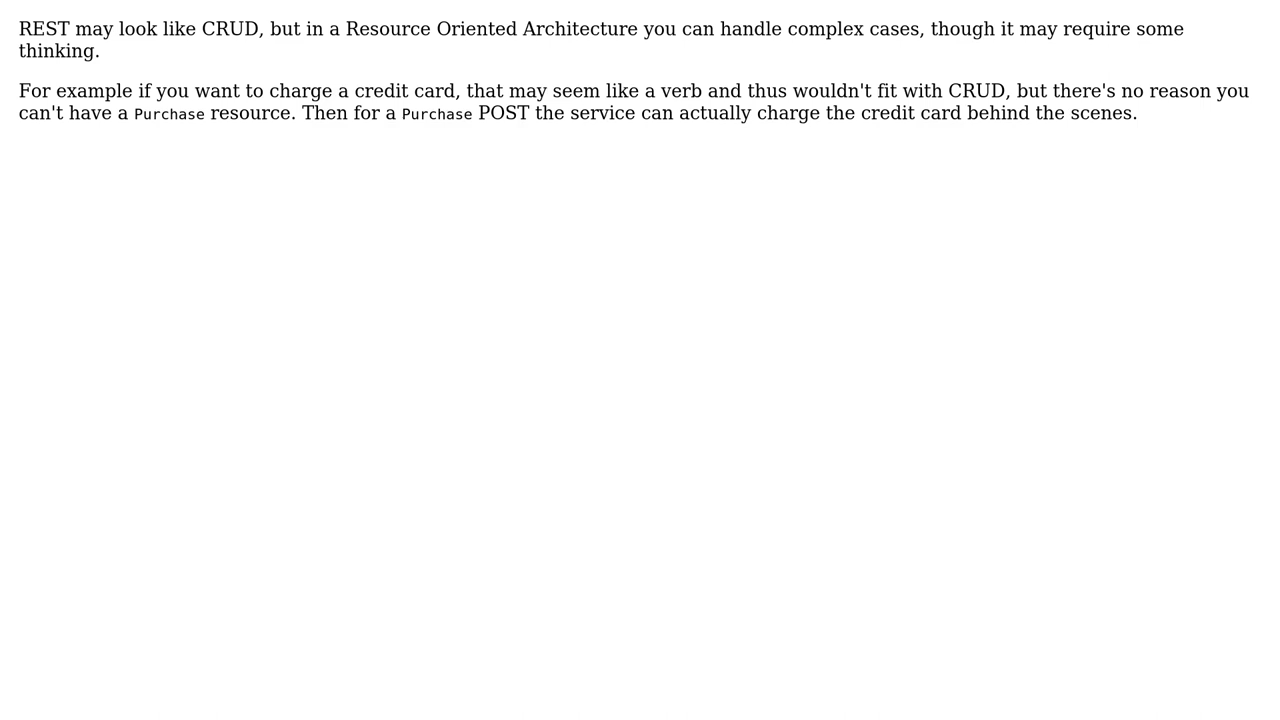 REST may look like CRUD, but in a Resource Oriented Architecture you can handle complex cases, though it may require some
thinking.
For example if you want to charge a credit card, that may seem like a verb and thus wouldn't fit with CRUD, but there's no reason you
can't have a Purchase resource. Then for a Purchase POST the service can actually charge the credit card behind the scenes.